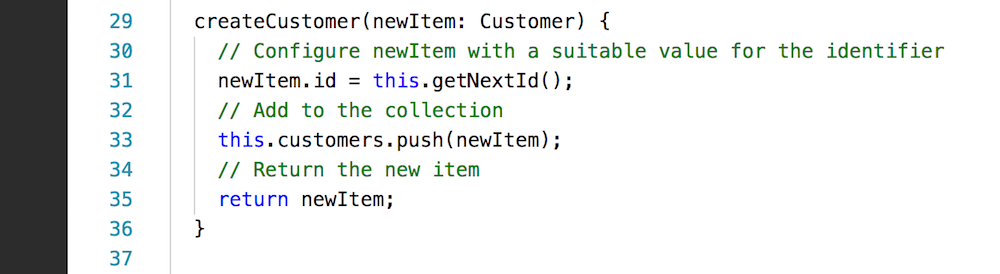 29 createCustomer(newItem: Customer) {
30 // Configure newItem with a suitable value for the identifier
31 newItem.id = this.getNextId();
32 // Add to the collection
33 this.customers.push(newItem);
34 // Return the new item
35 return newItem;
36 }
37